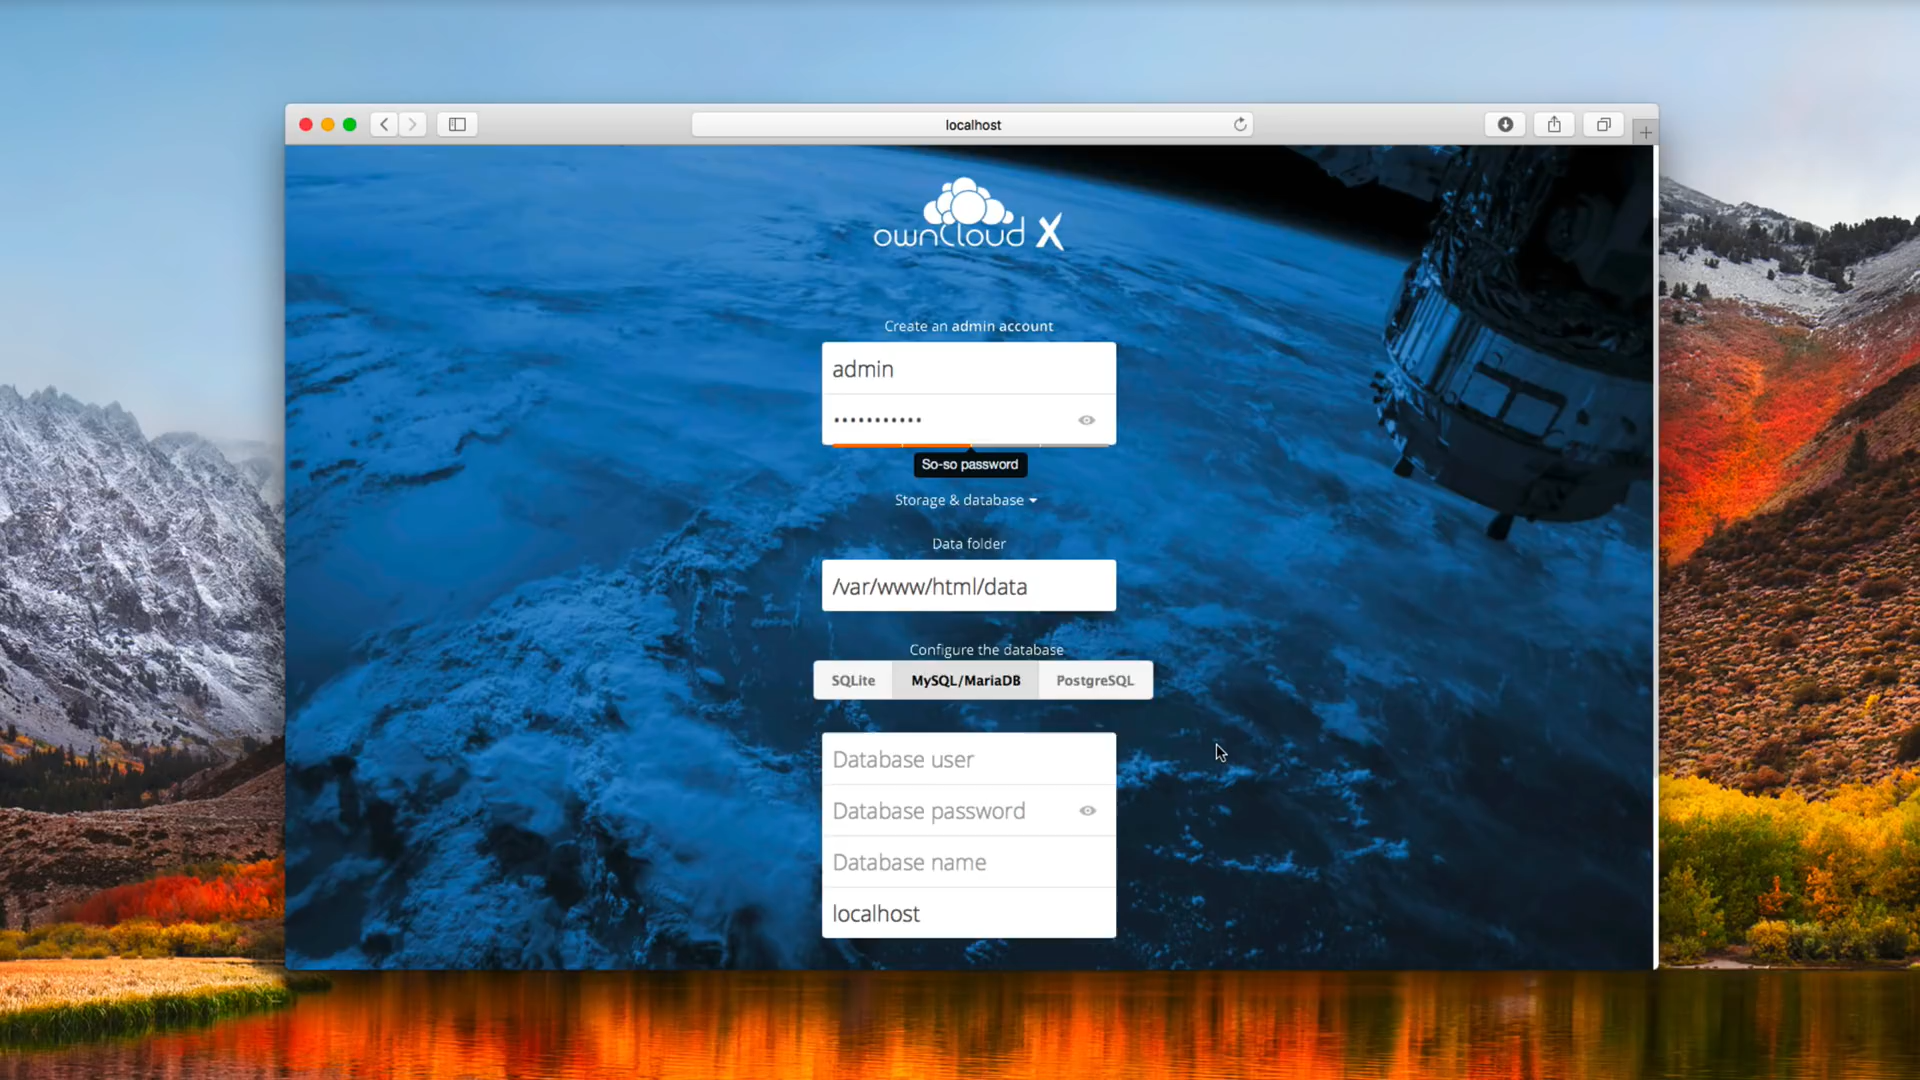 localhost
ownCloud X
Create an admin account
admin
So-so password
Storage & database
Data folder
/var/www/html/data
Configure the database
SQLite MySQL/MariaDB PostgreSQL
Database user
Database password
Database name
localhost